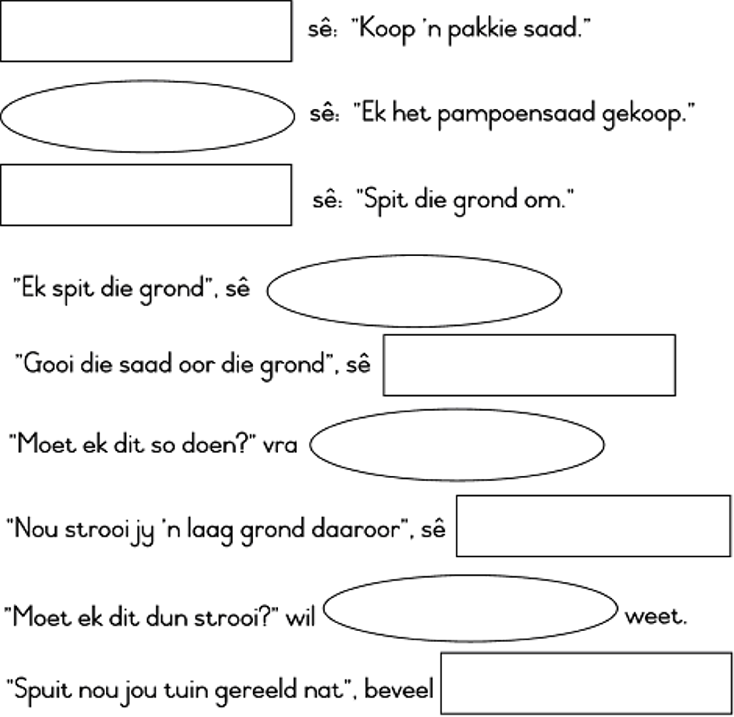 sê: "Koop 'n pakkie saad."
sê: "Ek het pampoensaad gekoop."
sê: "Spit die grond om."
"Ek spit die grond", sê
"Gooi die saad oor die grond", sê
"Moet ek dit so doen?" vra
"Nou strooi jy 'n laag grond daaroor", sê
"Moet ek dit dun strooi?" wil weet.
"Spuit nou jou tuin gereeld nat", beveel